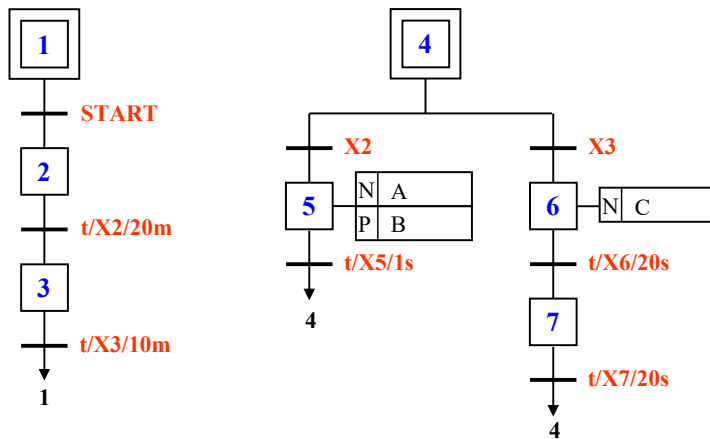 1
START
2
t/X2/20m
3
t/X3/10m
1
4
X2
X3
5
N A
P B
t/X5/1s
4
6
N C
t/X6/20s
7
t/X7/20s
4